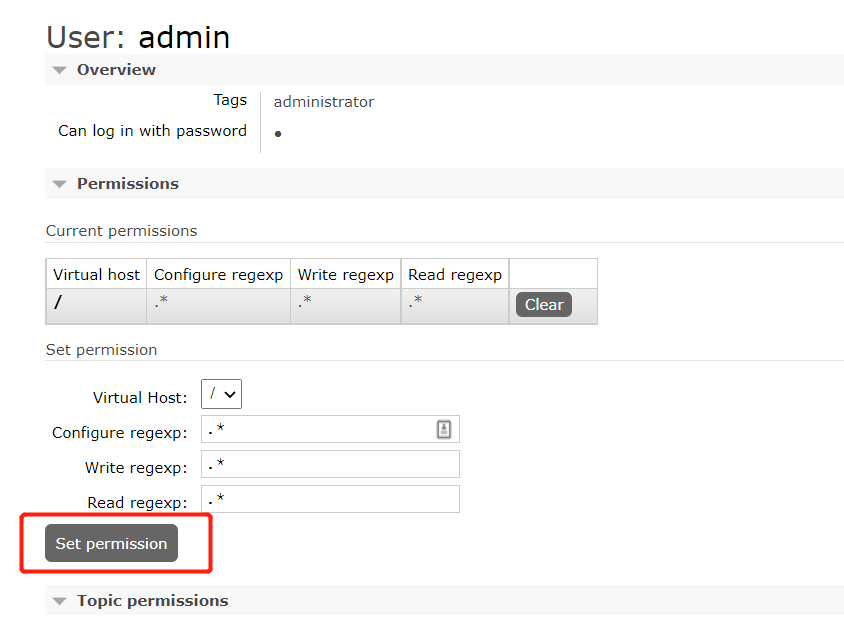 User: admin
Overview
Tags administrator
Can log in with password •
Permissions
Current permissions
Virtual host Configure regexp Write regexp Read regexp
/ .* .* .* Clear
Set permission
Virtual Host: /
Configure regexp: .*
Write regexp: .*
Read regexp: .*
Set permission
Topic permissions